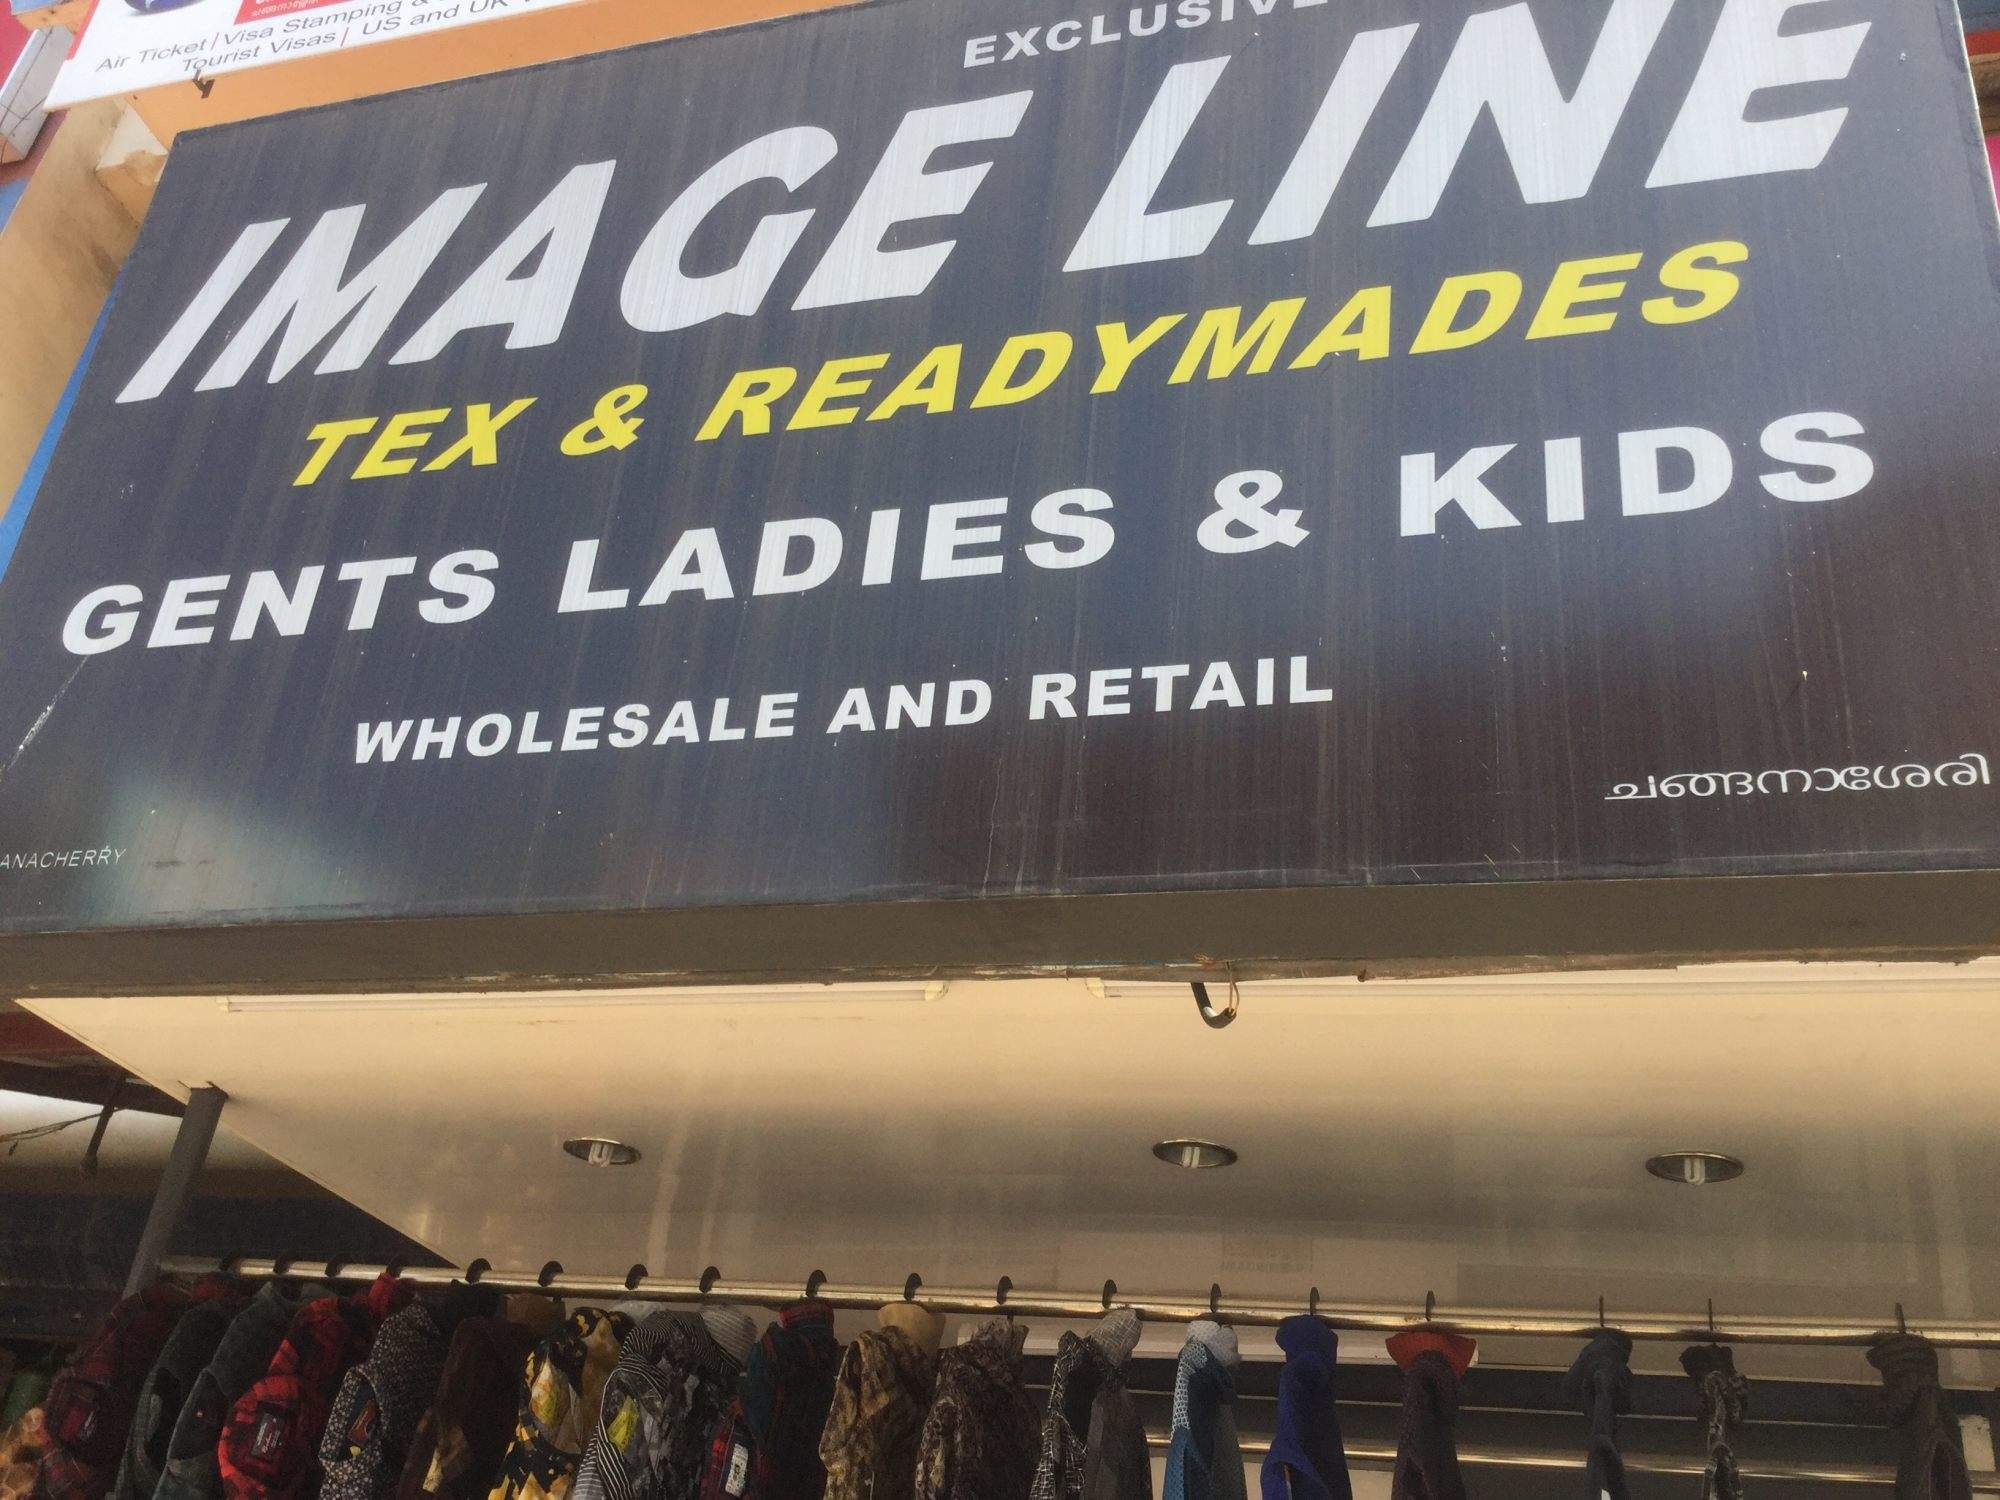 Air Ticket | Visa Stamping &
Tourist Visas | US and UK
EXCLUSIVE
IMAGE LINE
TEX & READYMADES
GENTS LADIES & KIDS
WHOLESALE AND RETAIL
ചങ്ങനാശേരി
ANACHERRY